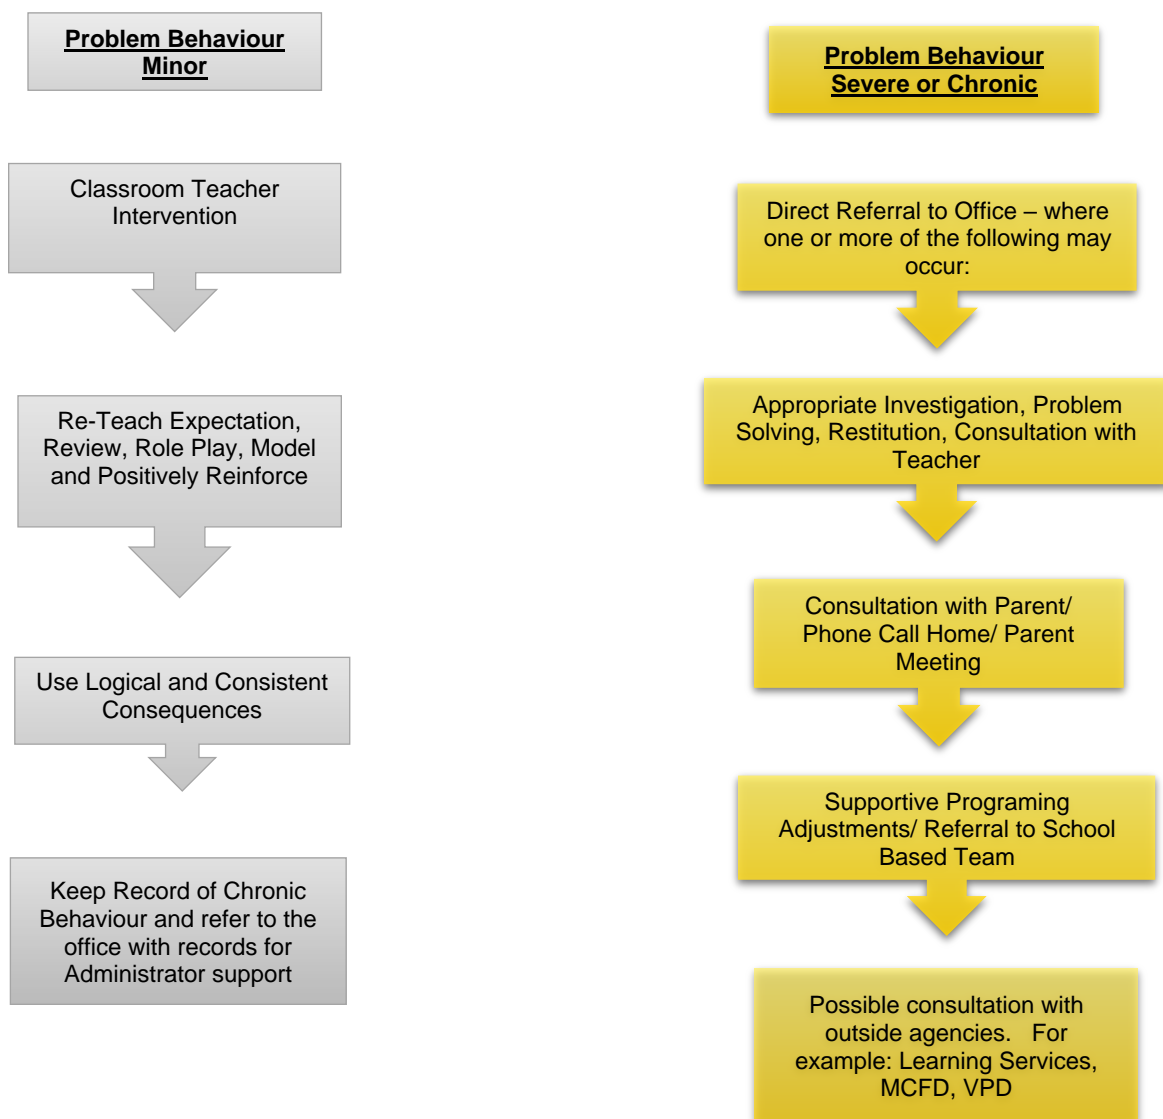 Problem Behaviour
Minor
Classroom Teacher
Intervention
Re-Teach Expectation,
Review, Role Play, Model
and Positively Reinforce
Use Logical and Consistent
Consequences
Keep Record of Chronic
Behaviour and refer to the
office with records for
Administrator support
Problem Behaviour
Severe or Chronic
Direct Referral to Office – where
one or more of the following may
occur:
Appropriate Investigation, Problem
Solving, Restitution, Consultation with
Teacher
Consultation with Parent/
Phone Call Home/ Parent
Meeting
Supportive Programing
Adjustments/ Referral to School
Based Team
Possible consultation with
outside agencies.   For
example: Learning Services,
MCFD, VPD